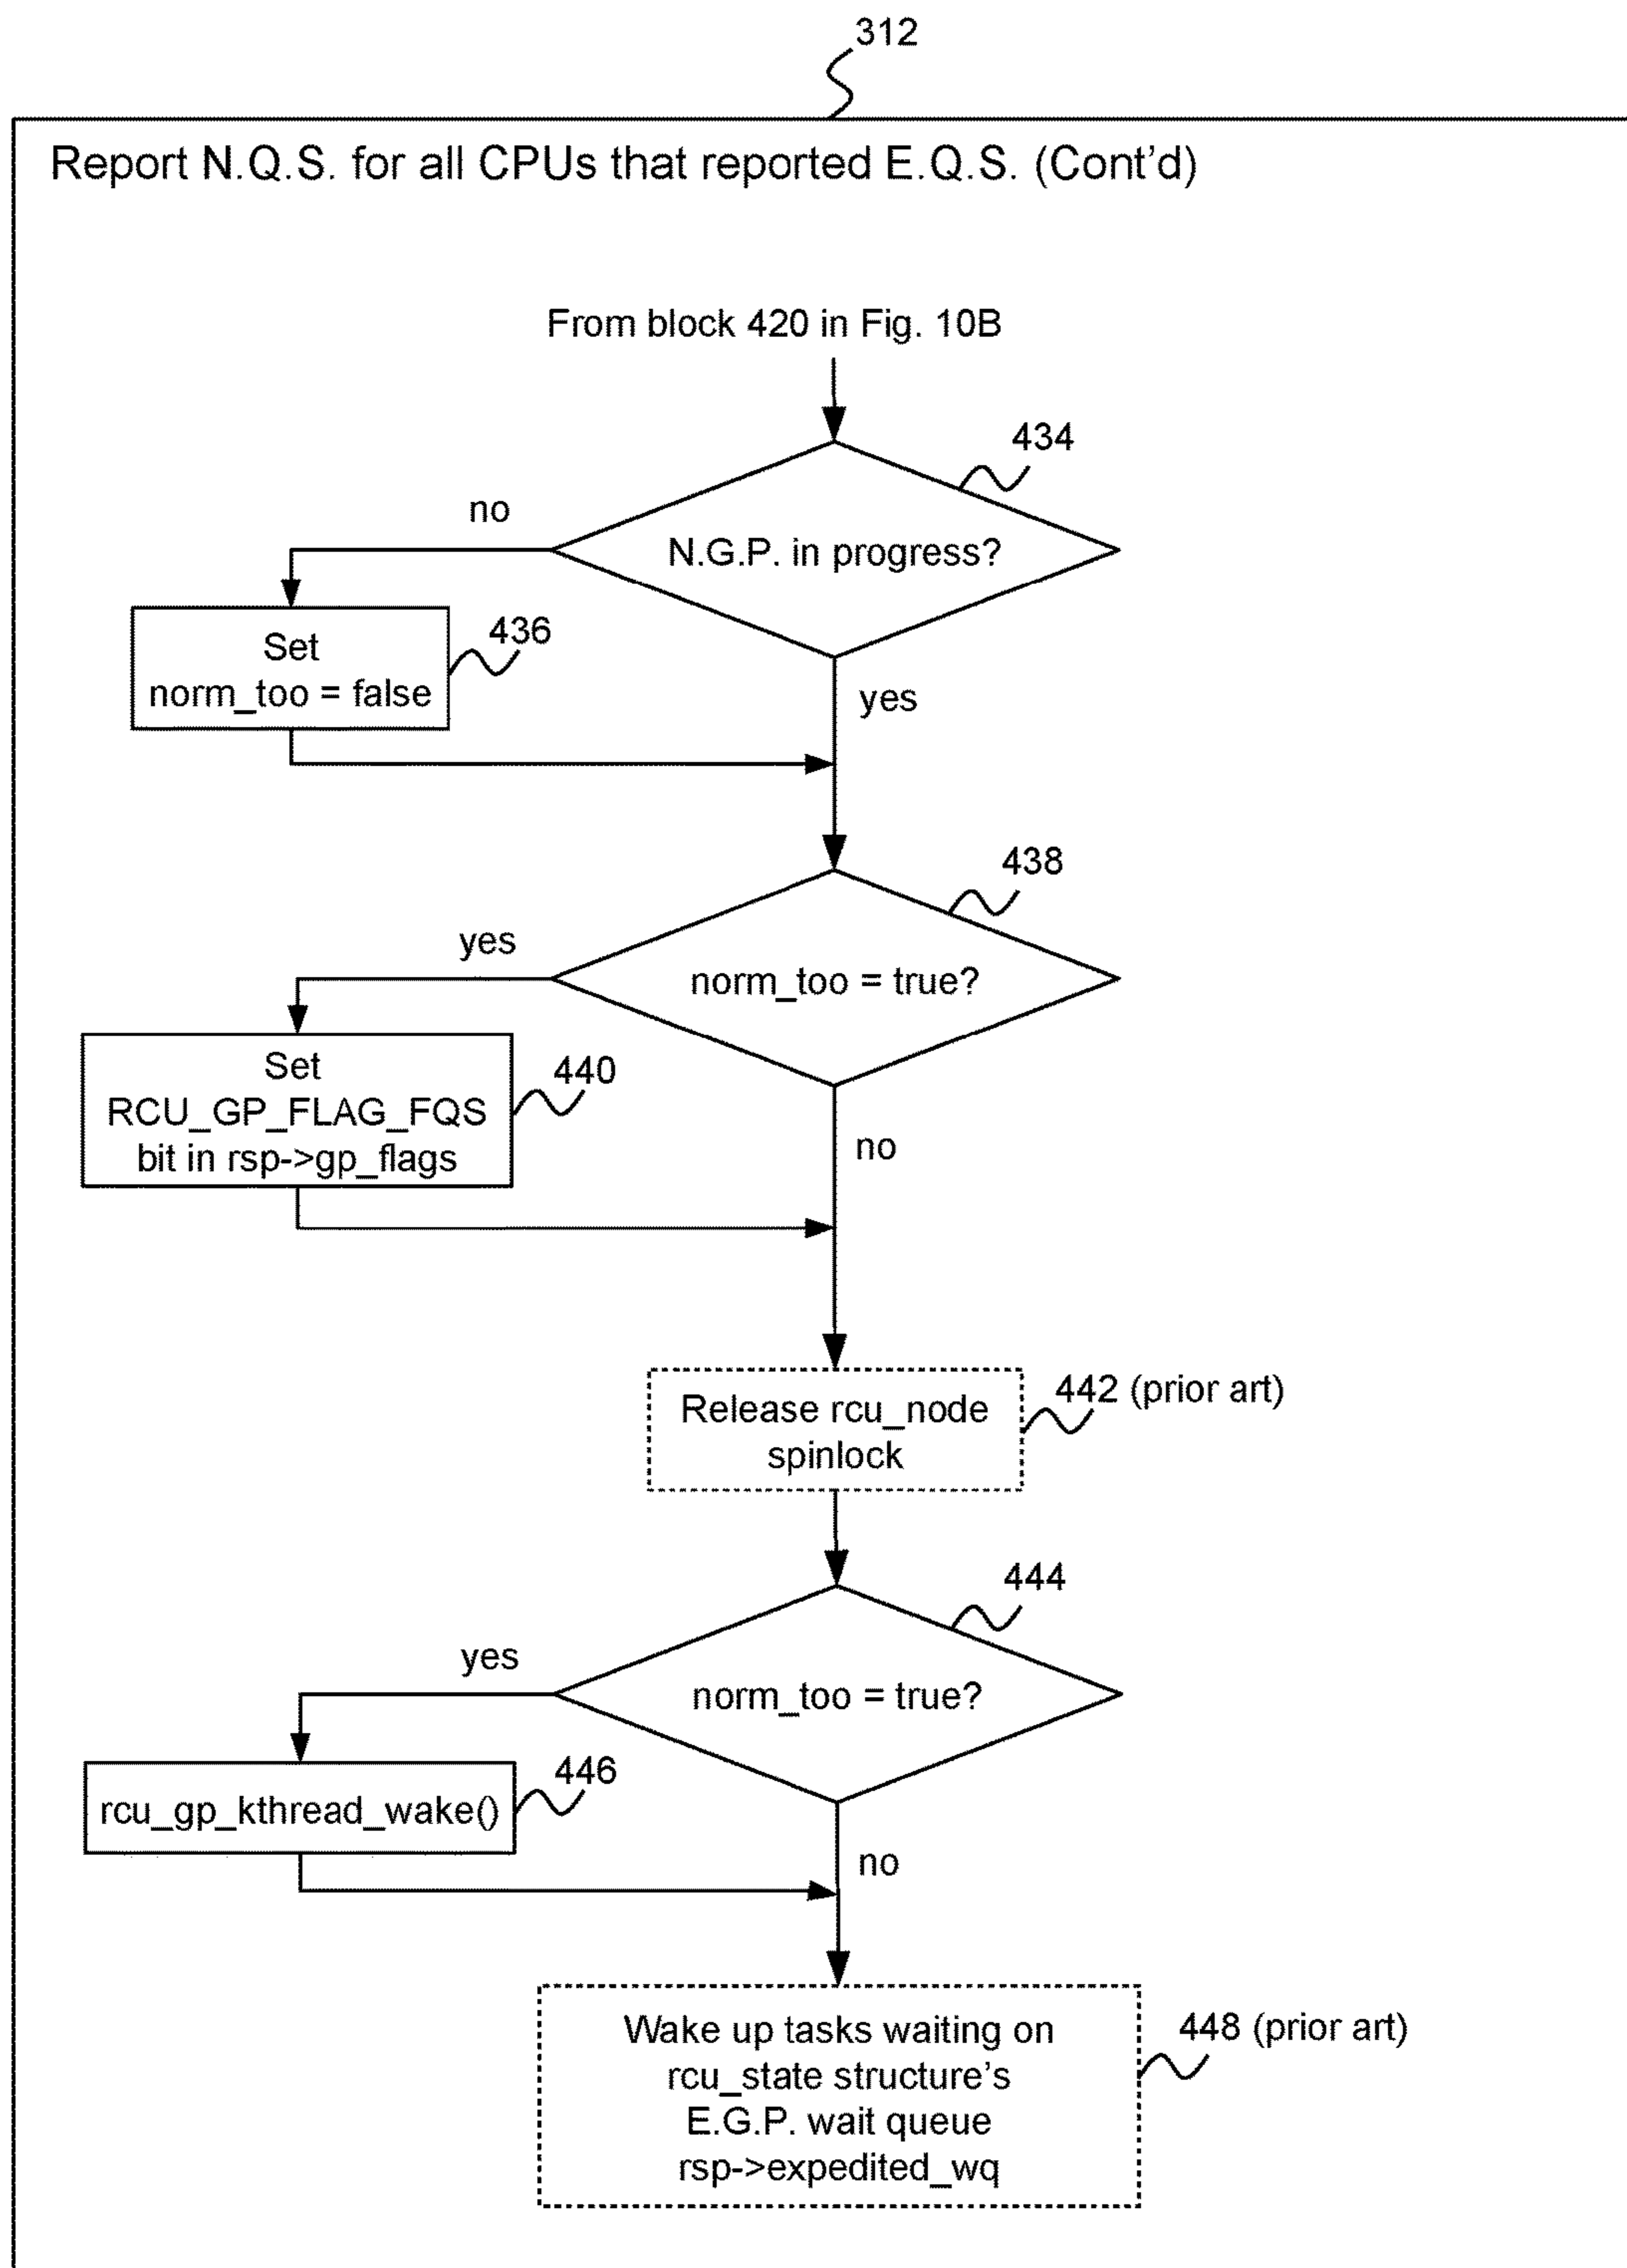 312
Report N.Q.S. for all CPUs that reported E.Q.S. (Cont’d)
From block 420 in Fig. 10B
434
no
N.G.P. in progress?
Set
norm_too = false
436
yes
438
yes
norm_too = true?
Set
RCU_GP_FLAG_FQS
bit in rsp->gp_flags
440
no
Release rcu_node
spinlock
442 (prior art)
444
yes
norm_too = true?
446
rcu_gp_kthread_wake()
no
Wake up tasks waiting on
rcu_state structure’s
E.G.P. wait queue
rsp->expedited_wq
448 (prior art)